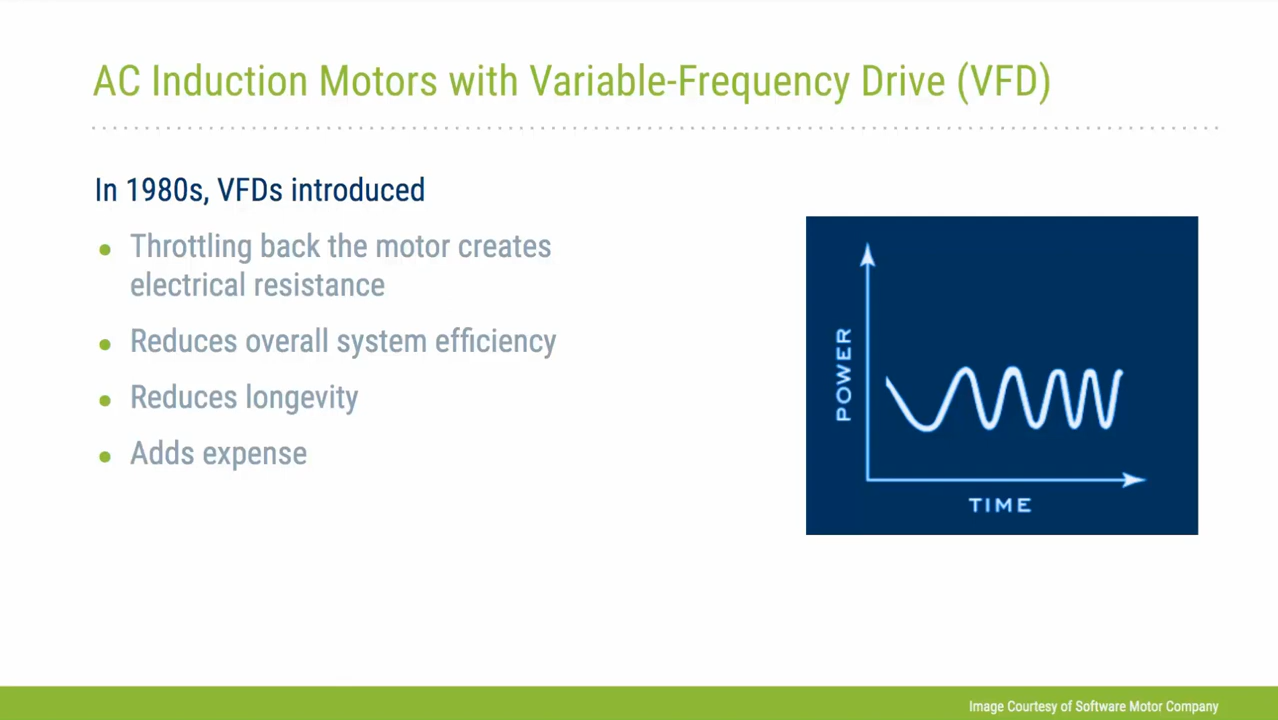 AC Induction Motors with Variable-Frequency Drive (VFD)
In 1980s, VFDs introduced
• Throttling back the motor creates
electrical resistance
• Reduces overall system efficiency
• Reduces longevity
• Adds expense
POWER
TIME
Image Courtesy of Software Motor Company